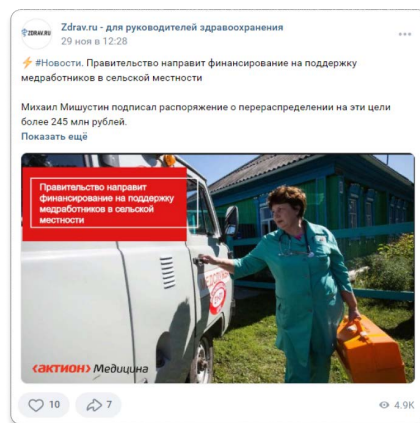 ZDRAV.RU
Zdrav.ru - для руководителей здравоохранения
29 ноя в 12:28
#Новости. Правительство направит финансирование на поддержку
медработников в сельской местности
Михаил Мишустин подписал распоряжение о перераспределении на эти цели
более 245 млн рублей.
Показать ещё
Правительство направит
финансирование на поддержку
медработников в сельской
местности
<актион> Медицина
10
7
4.9K